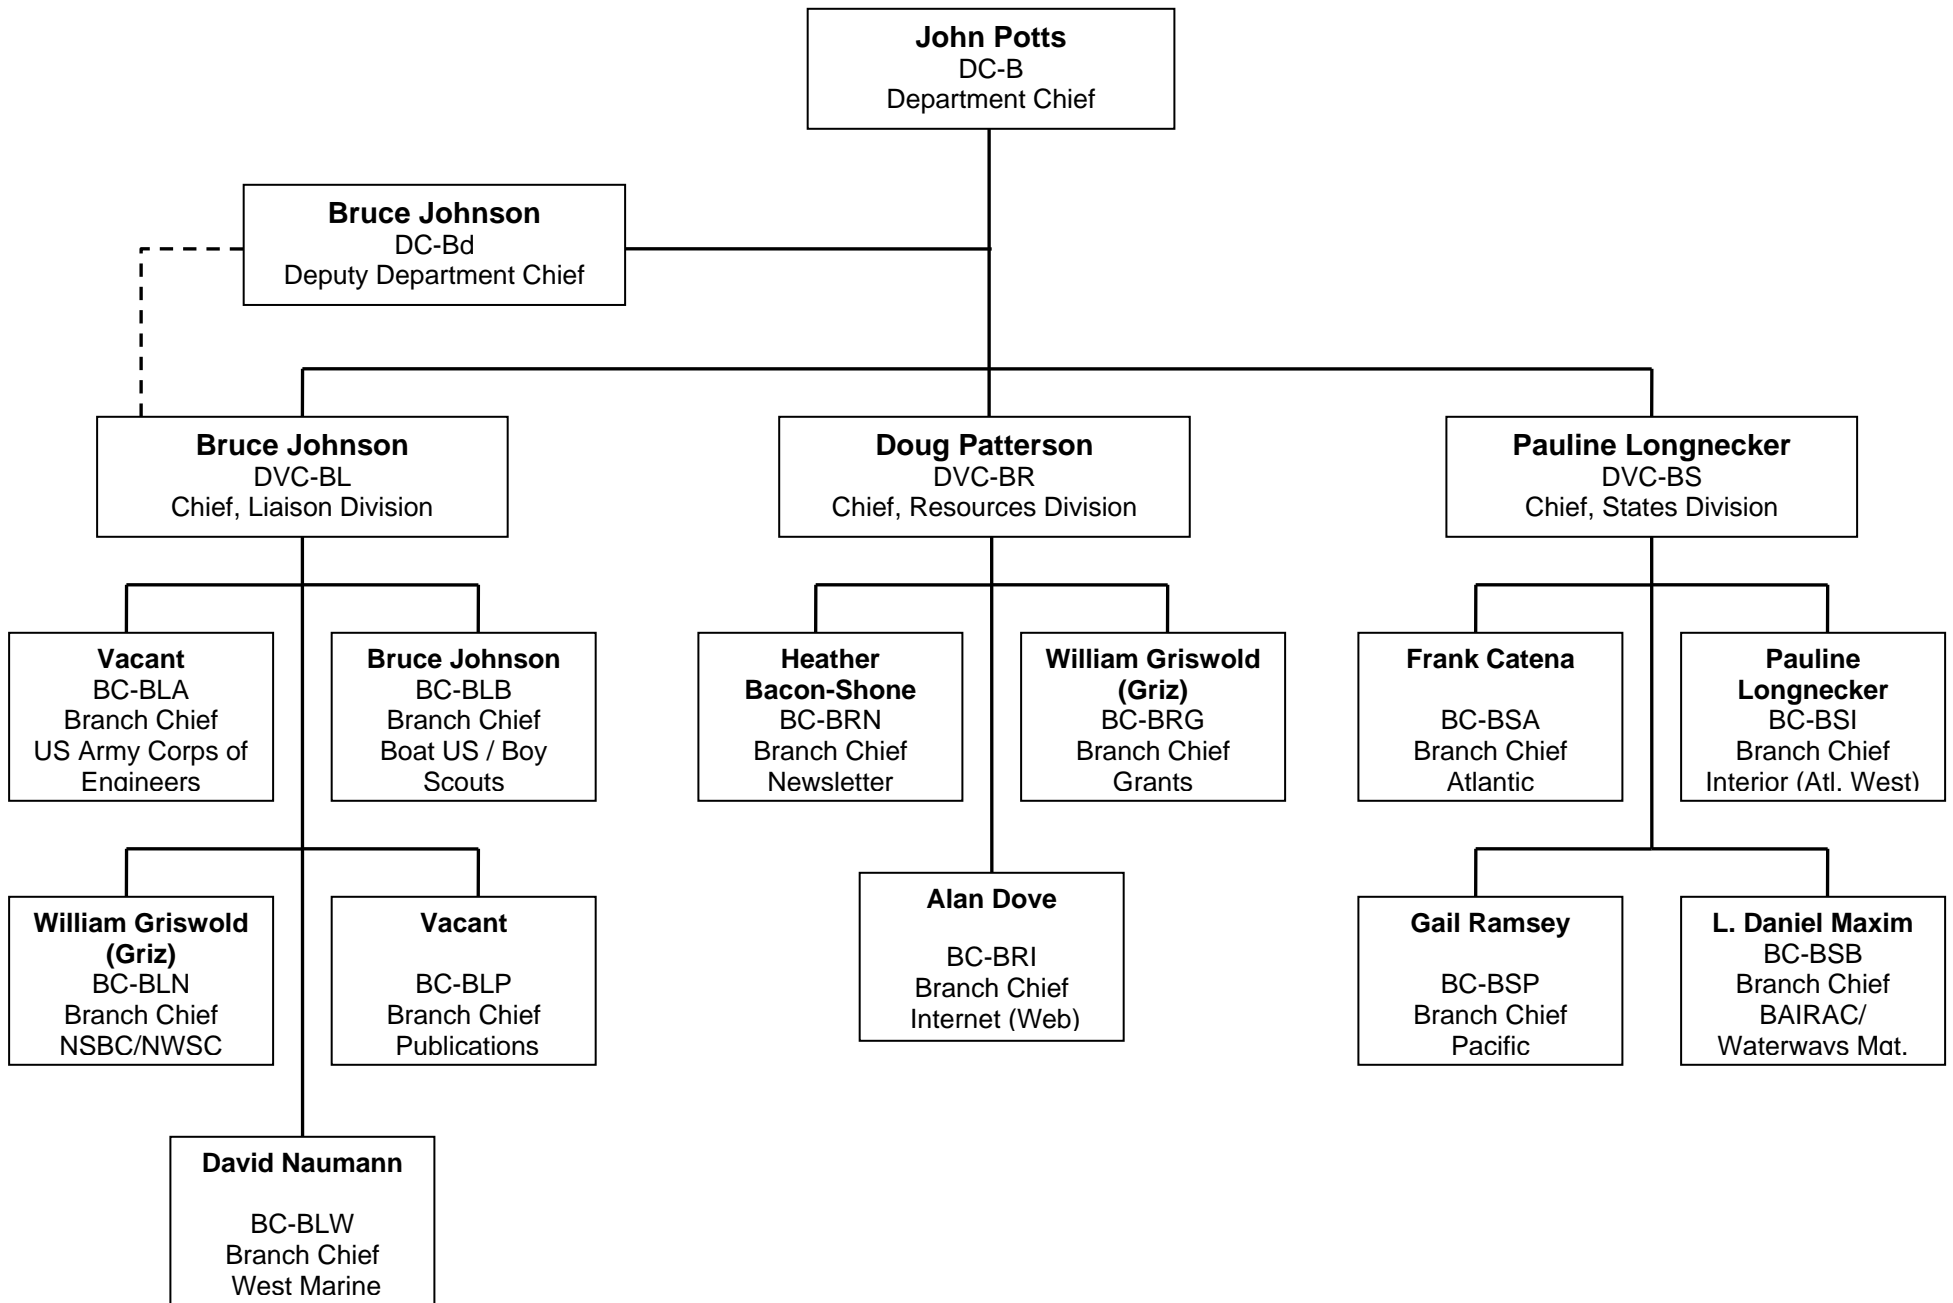 John Potts
DC-B
Department Chief
Bruce Johnson
DC-Bd
Deputy Department Chief
Bruce Johnson
DVC-BL
Chief, Liaison Division
Doug Patterson
DVC-BR
Chief, Resources Division
Pauline Longnecker
DVC-BS
Chief, States Division
Vacant
BC-BLA
Branch Chief
US Army Corps of
Engineers
Bruce Johnson
BC-BLB
Branch Chief
Boat US / Boy
Scouts
Heather
Bacon-Shone
BC-BRN
Branch Chief
Newsletter
William Griswold
(Griz)
BC-BRG
Branch Chief
Grants
Frank Catena
BC-BSA
Branch Chief
Atlantic
Pauline
Longnecker
BC-BSI
Branch Chief
Interior (Atl. West)
William Griswold
(Griz)
BC-BLN
Branch Chief
NSBC/NWSC
Vacant
BC-BLP
Branch Chief
Publications
Alan Dove
BC-BRI
Branch Chief
Internet (Web)
Gail Ramsey
BC-BSP
Branch Chief
Pacific
L. Daniel Maxim
BC-BSB
Branch Chief
BAIRAC/
Waterways Mgt.
David Naumann
BC-BLW
Branch Chief
West Marine